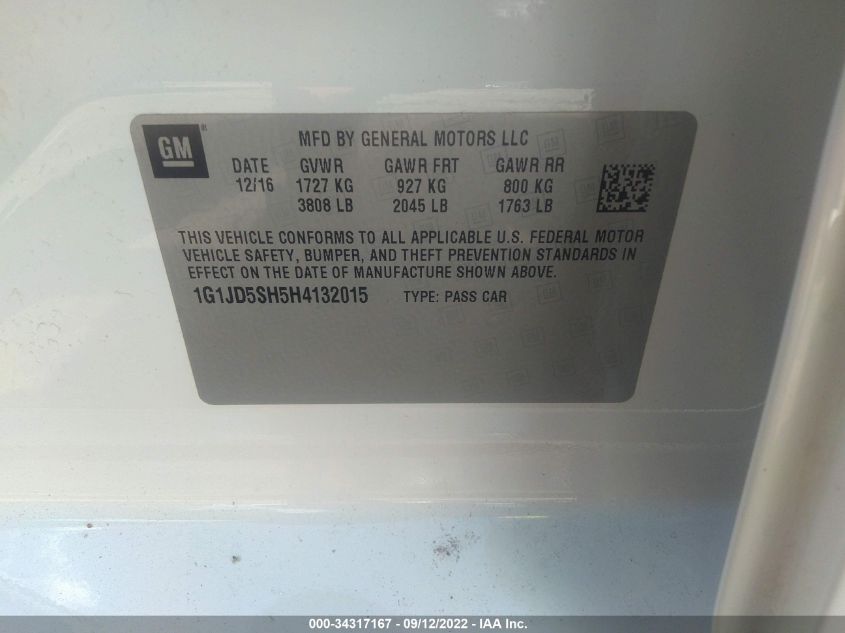 GM
MFD BY GENERAL MOTORS LLC
DATE GVWR GAWR FRT GAWR RR
12/16 1727 KG 927 KG 800 KG
3808 LB 2045 LB 1763 LB
THIS VEHICLE CONFORMS TO ALL APPLICABLE U.S. FEDERAL MOTOR
VEHICLE SAFETY, BUMPER, AND THEFT PREVENTION STANDARDS IN
EFFECT ON THE DATE OF MANUFACTURE SHOWN ABOVE.
1G1JD5SH5H4132015 TYPE: PASS CAR
000-34317167 - 09/12/2022 - IAA Inc.